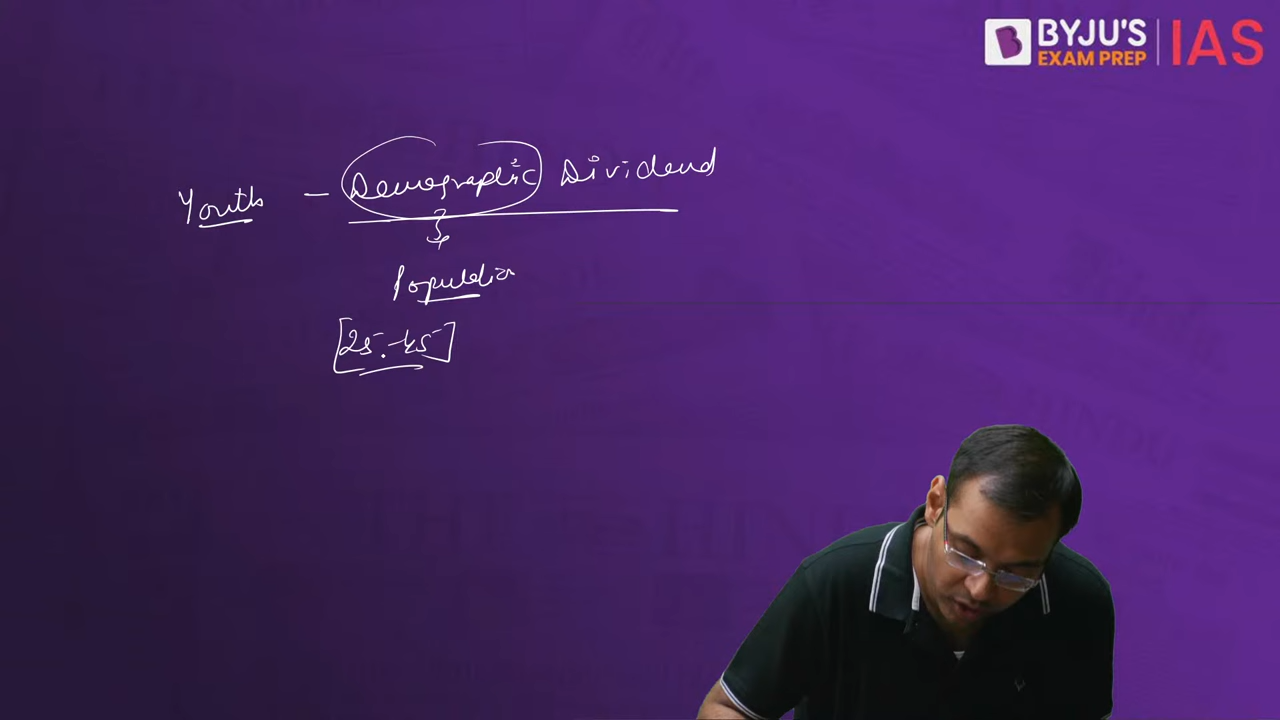 BYJU'S
EXAM PREP
IAS
Youth – Demographic Dividend
Population
[25-45]